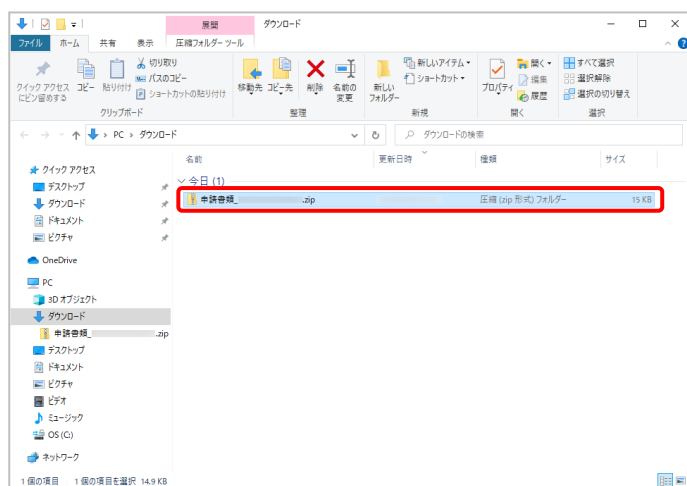 展開
ダウンロード
ファイル ホーム 共有 表示 圧縮フォルダー ツール
クイック アクセスにピン留めする
コピー
貼り付け
切り取り
パスのコピー
ショートカットの貼り付け
クリップボード
移動先 コピー先 削除 名前の変更
整理
新しいフォルダー
新しいアイテム
ショートカット
新規
プロパティ
開く
編集
履歴
開く
すべて選択
選択解除
選択の切り替え
選択
PC › ダウンロード
ダウンロードの検索
名前 更新日時 種類 サイズ
今日 (1)
申請書類_ .zip 圧縮 (zip 形式) フォルダー 15 KB
クイック アクセス
デスクトップ
ダウンロード
ドキュメント
ピクチャ
OneDrive
PC
3D オブジェクト
ダウンロード
申請書類_ .zip
デスクトップ
ドキュメント
ピクチャ
ビデオ
ミュージック
OS (C:)
ネットワーク
1 個の項目 1 個の項目を選択 14.9 KB